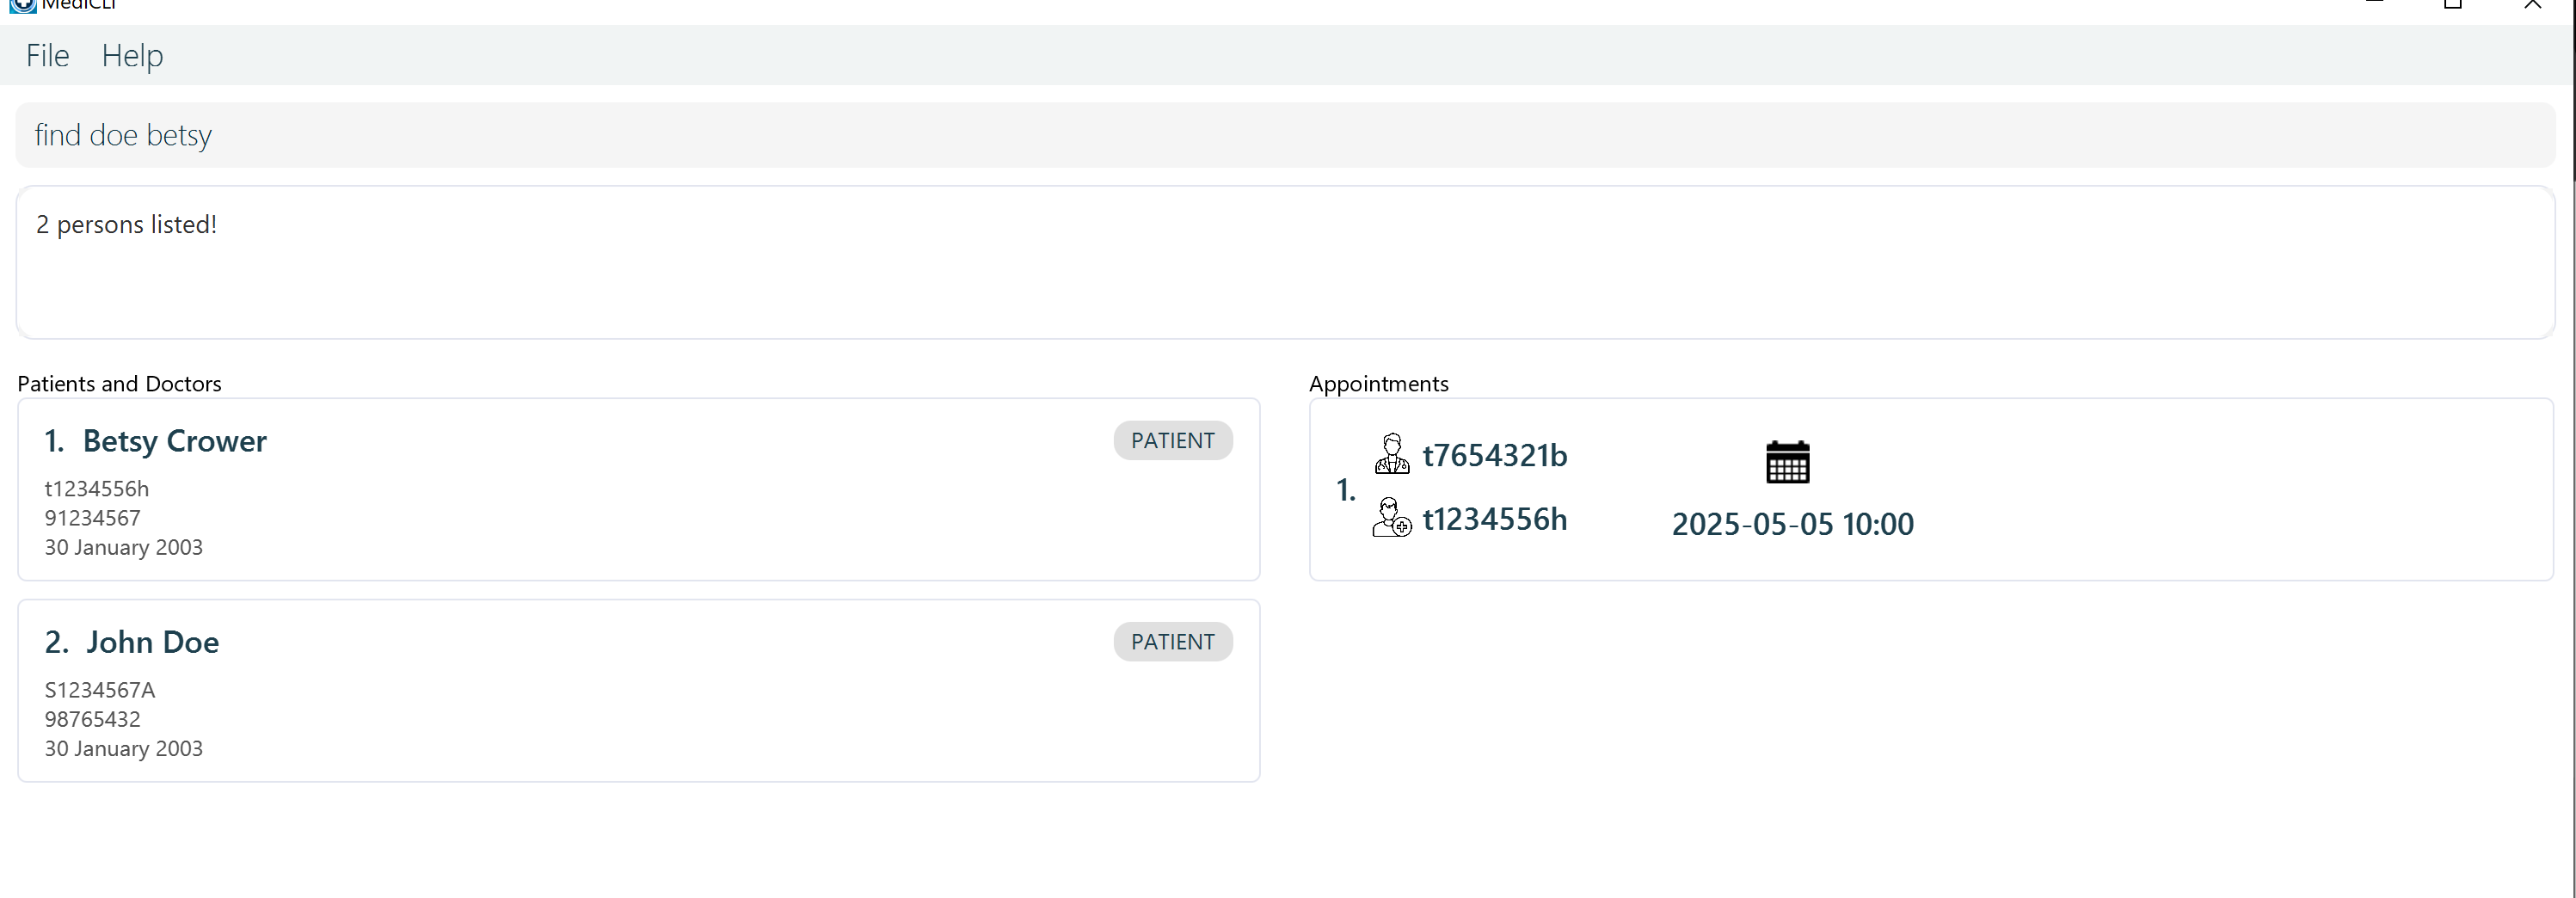 MediCLI
File Help
find doe betsy
2 persons listed!
Patients and Doctors
1. Betsy Crower
PATIENT
t1234556h
91234567
30 January 2003
2. John Doe
PATIENT
S1234567A
98765432
30 January 2003
Appointments
1.
t7654321b
t1234556h
2025-05-05 10:00